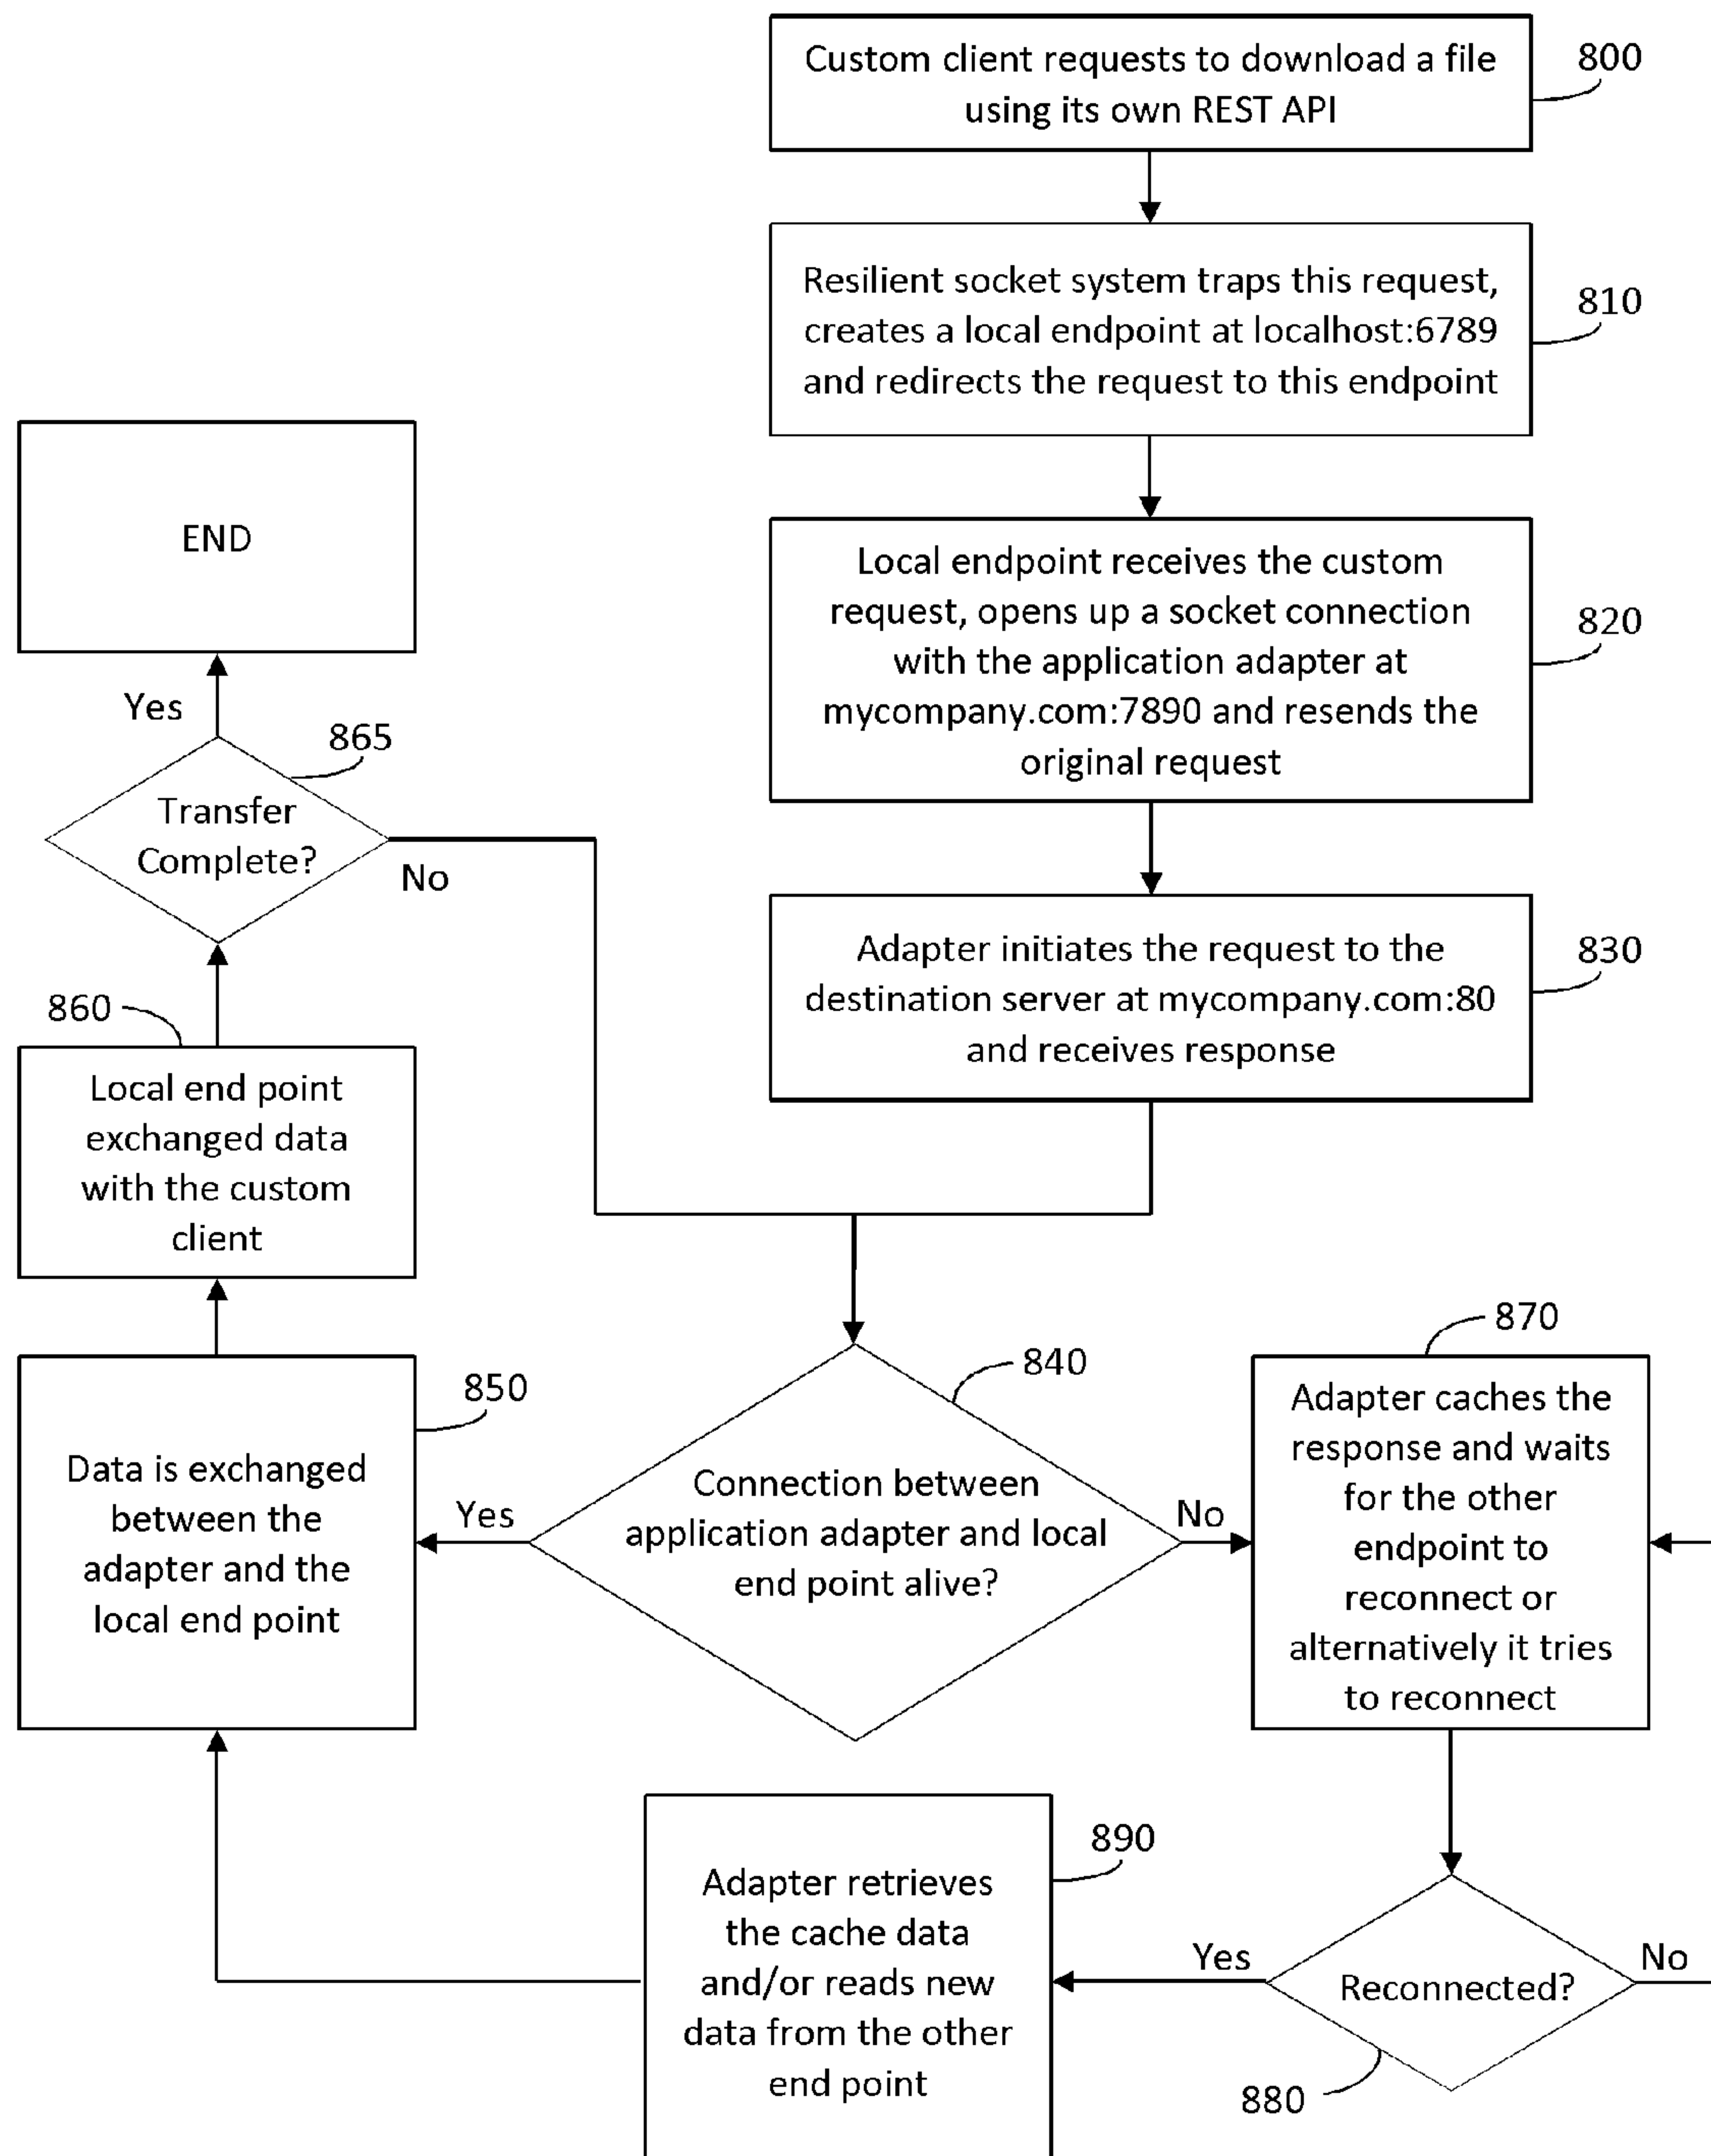 Custom client requests to download a file
using its own REST API
800
Resilient socket system traps this request,
creates a local endpoint at localhost:6789
and redirects the request to this endpoint
810
Local endpoint receives the custom
request, opens up a socket connection
with the application adapter at
mycompany.com:7890 and resends the
original request
820
Adapter initiates the request to the
destination server at mycompany.com:80
and receives response
830
END
Yes
865
Transfer
Complete?
No
860
Local end point
exchanged data
with the custom
client
850
Data is exchanged
between the
adapter and the
local end point
Yes
840
Connection between
application adapter and local
end point alive?
No
870
Adapter caches the
response and waits
for the other
endpoint to
reconnect or
alternatively it tries
to reconnect
890
Adapter retrieves
the cache data
and/or reads new
data from the other
end point
Yes
Reconnected?
No
880